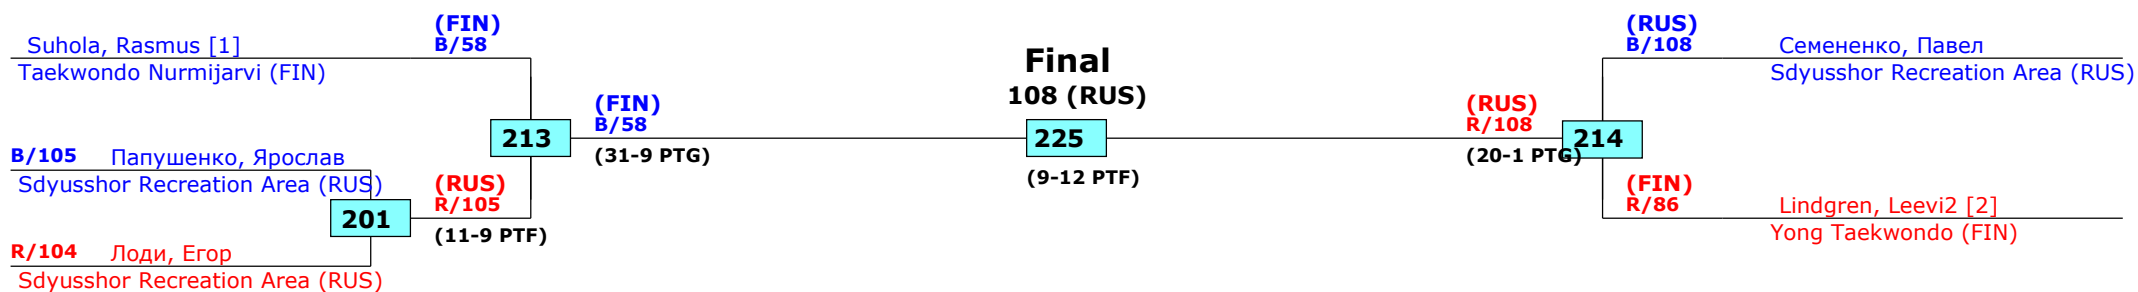 (FIN)
B/58
Suhola, Rasmus [1]
Taekwondo Nurmijarvi (FIN)
B/105 Папушенко, Ярослав
Sdyusshor Recreation Area (RUS)
201
R/104 Лоди, Егор
Sdyusshor Recreation Area (RUS)
(RUS)
R/105
(11-9 PTF)
213
(FIN)
B/58
(31-9 PTG)
Final
108 (RUS)
225
(9-12 PTF)
(RUS)
R/108
(20-1 PTG)
214
(RUS)
B/108
Семененко, Павел
Sdyusshor Recreation Area (RUS)
(FIN)
R/86
Lindgren, Leevi2 [2]
Yong Taekwondo (FIN)